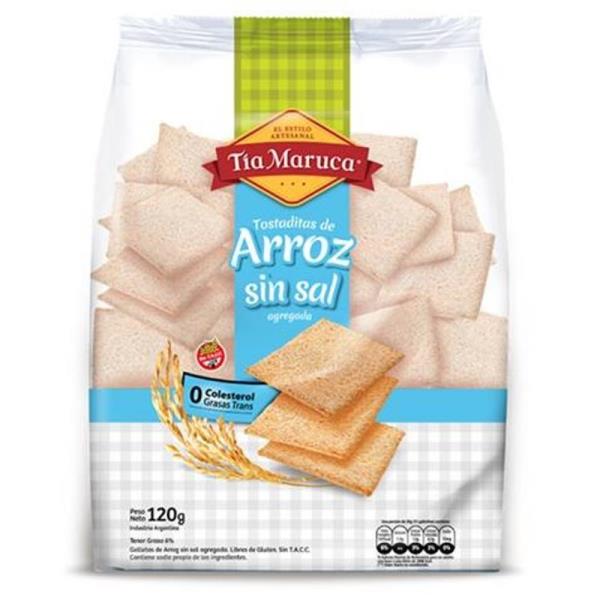 EL ESTILO
ARTESANAL
Tía Maruca®
Tostaditas de
Arroz
sin sal
agregada
0 Colesterol
Grasas Trans
Peso
Neto 120g
Industria Argentina
Tenor Graso 6%
Galletas de Arroz sin sal agregada. Libres de Gluten. Sin T.A.C.C.
Contiene sodio propio de los ingredientes.